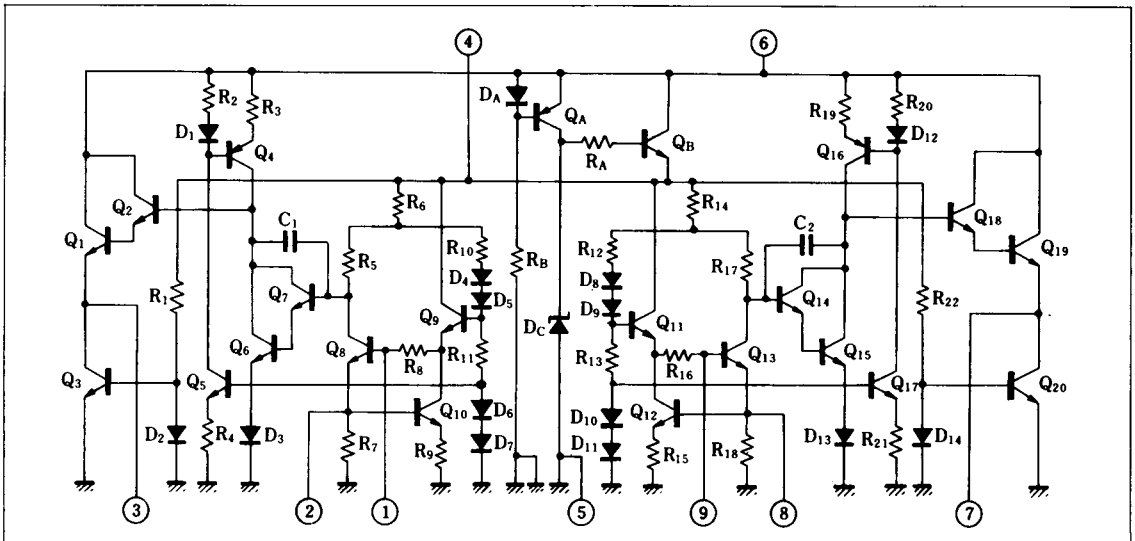 4 6
R2 R3 DA QA R19 R20
D1 D12
Q4 RA QB Q16
Q2 R6 R14 Q18
Q1 C1 R12 C2 Q19
R1 R5 R10 RB R17 R22
D4 D8
Q7 D5 D9 Q14
Q9 DC Q11
Q6 Q8 R11 R13 Q13 Q15
Q3 Q5 R8 R16 Q17 Q20
D2 R4 D3 Q10 D6 D10 Q12 D13 R21 D14
R7 R9 D7 D11 R15 R18
3 2 1 5 9 8 7